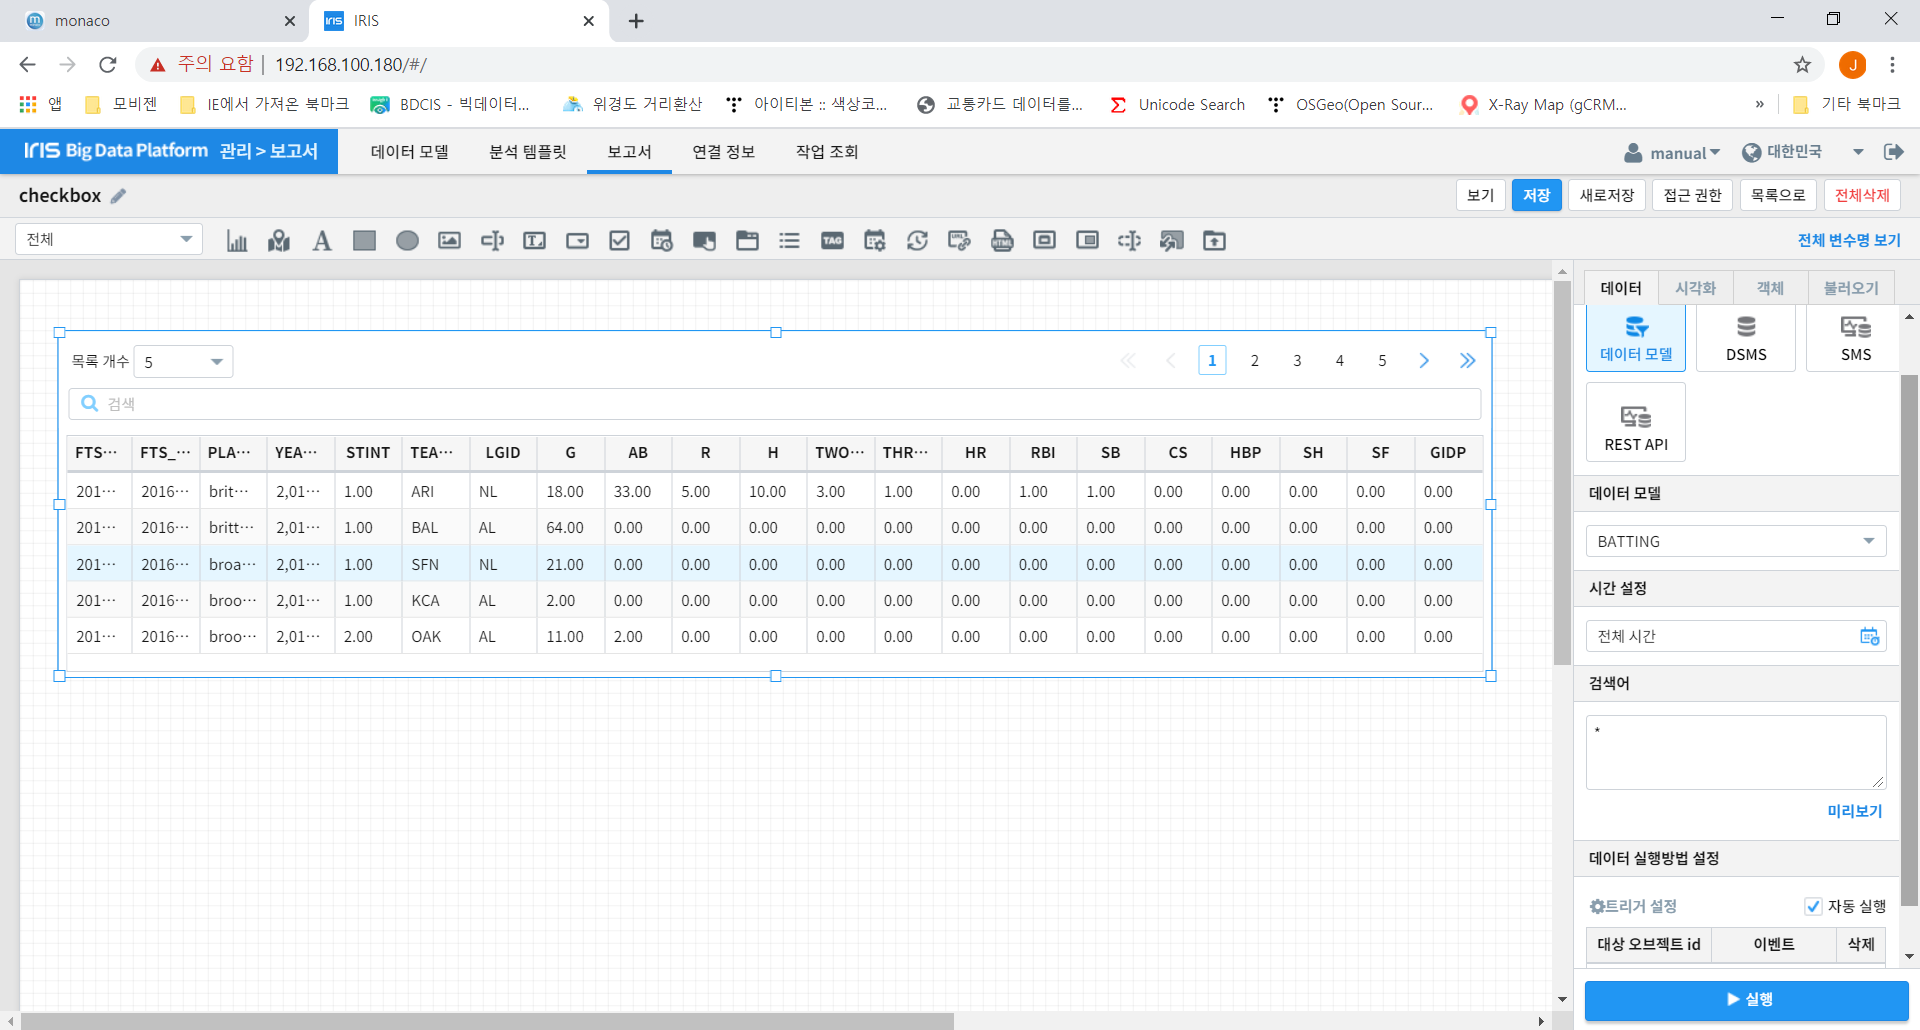 monaco
IRIS
주의 요함 | 192.168.100.180/#/
J
앱 모비젠 IE에서 가져온 북마크 BDCIS - 빅데이터... 위경도 거리환산 아이티본 :: 색상코... 교통카드 데이터를... Unicode Search OSGeo(Open Sour... X-Ray Map (gCRM... » 기타 북마크
IRIS Big Data Platform 관리 > 보고서 데이터 모델 분석 템플릿 보고서 연결 정보 작업 조회 manual 대한민국
checkbox 보기 저장 새로저장 접근 권한 목록으로 전체삭제
전체 전체 변수명 보기
데이터 시각화 객체 불러오기
데이터 모델 DSMS SMS
REST API
목록 개수 5 1 2 3 4 5
검색
FTS··· FTS_··· PLA··· YEA··· STINT TEA··· LGID G AB R H TWO··· THR··· HR RBI SB CS HBP SH SF GIDP
201··· 2016··· brit··· 2,01··· 1.00 ARI NL 18.00 33.00 5.00 10.00 3.00 1.00 0.00 1.00 1.00 0.00 0.00 0.00 0.00 0.00
201··· 2016··· britt··· 2,01··· 1.00 BAL AL 64.00 0.00 0.00 0.00 0.00 0.00 0.00 0.00 0.00 0.00 0.00 0.00 0.00 0.00
201··· 2016··· broa··· 2,01··· 1.00 SFN NL 21.00 0.00 0.00 0.00 0.00 0.00 0.00 0.00 0.00 0.00 0.00 0.00 0.00 0.00
201··· 2016··· broo··· 2,01··· 1.00 KCA AL 2.00 0.00 0.00 0.00 0.00 0.00 0.00 0.00 0.00 0.00 0.00 0.00 0.00 0.00
201··· 2016··· broo··· 2,01··· 2.00 OAK AL 11.00 2.00 0.00 0.00 0.00 0.00 0.00 0.00 0.00 0.00 0.00 0.00 0.00 0.00
데이터 모델
BATTING
시간 설정
전체 시간
검색어
*
미리보기
데이터 실행방법 설정
트리거 설정 자동 실행
대상 오브젝트 id 이벤트 삭제
실행